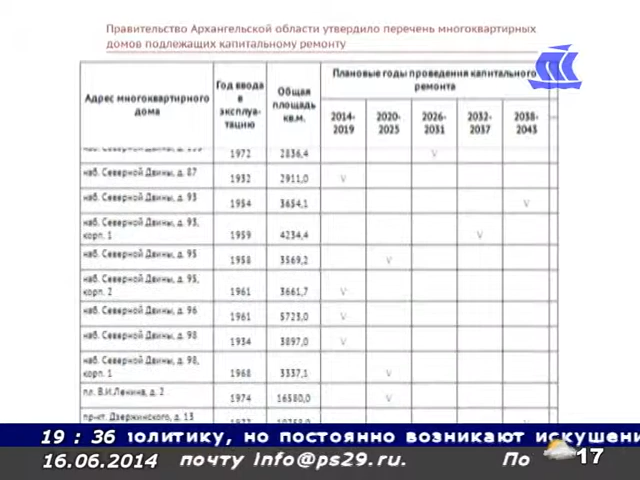 Правительство Архангельской области утвердило перечень многоквартирных
домов подлежащих капитальному ремонту
Адрес многоквартирного дома
Год ввода в эксплуа-тацию
Общая площадь кв.м.
Плановые годы проведения капитального ремонта
2014-2019 2020-2025 2026-2031 2032-2037 2038-2043
наб. Северной Двины, д. 1972 2836,4 V
наб. Северной Двины, д. 87 1932 2911,0 V
наб. Северной Двины, д. 93 1954 3654,1 V
наб. Северной Двины, д. 93, корп. 1 1959 4234,4 V
наб. Северной Двины, д. 95 1958 3569,2 V
наб. Северной Двины, д. 95, корп. 2 1961 3661,7 V
наб. Северной Двины, д. 96 1961 5723,0 V
наб. Северной Двины, д. 98 1934 3897,0 V
наб. Северной Двины, д. 98, корп. 1 1968 3337,1 V
пл. В.И.Ленина, д. 2 1974 16580,0 V
пр-кт. Дзержинского, д. 13
19 : 36 политику, но постоянно возникают искушени
16.06.2014 почту info@ps29.ru. По 17